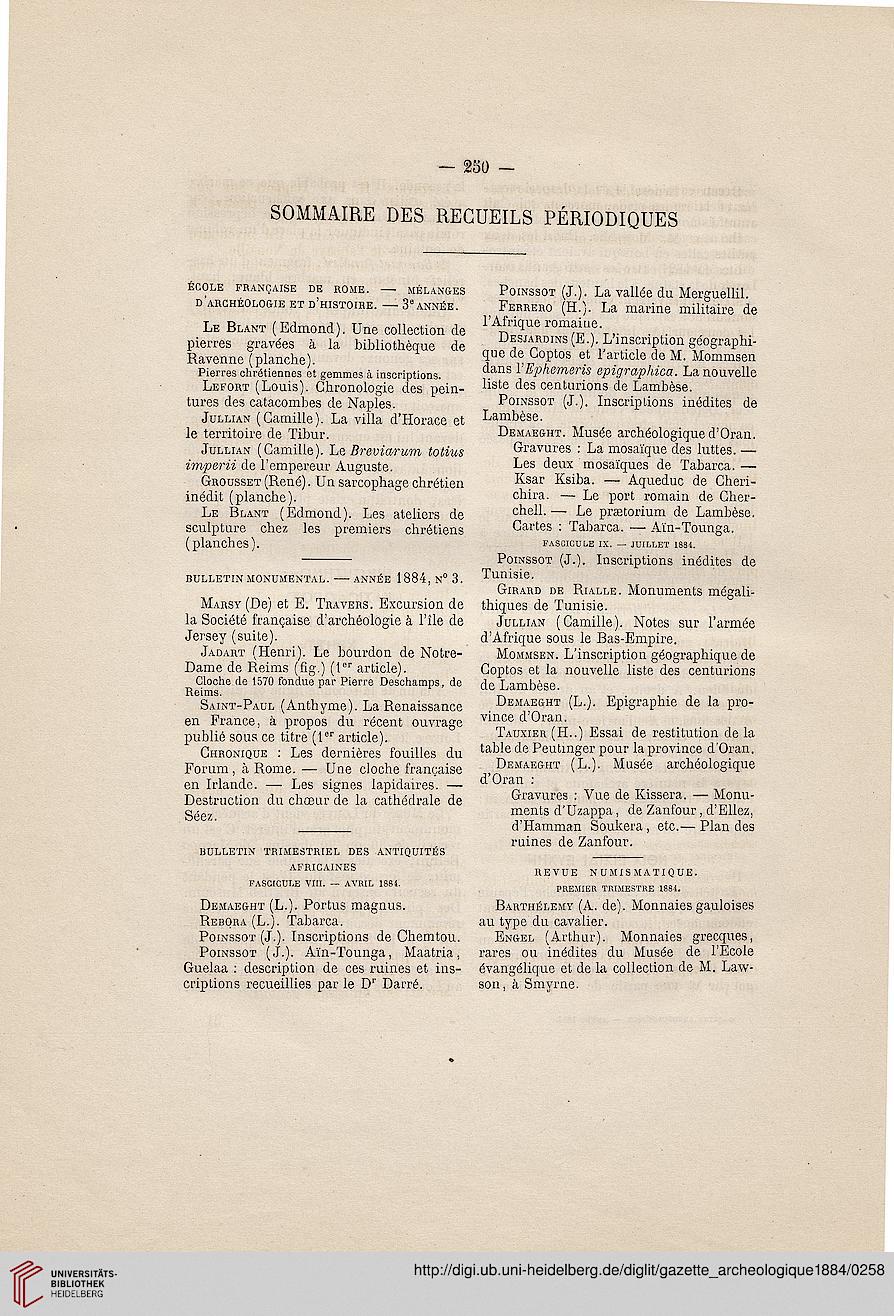 — 250 —
SOMMAIRE DES RECUEILS PÉRIODIQUES
ÉCOLE FRANÇAISE DE ROME. — MÉLANGES
D'ARCHÉOLOGIE ET D'HISTOIRE. — 3e ANNÉE.
LE BLANT (Edmond). Une collection de
pierres gravées à la bibliothèque de
Ravenne (planche).
Pierres chrétiennes et gemmes à inscriptions.
LEFORT (Louis). Chronologie des pein-
tures des catacombes de Naples.
JULLIAN (Camille). La villa d'Horace et
le territoire de Tibur.
JULLIAN (Camille). Le Breviarum totius
imperii de l'empereur Auguste.
GROUSSET (René). Un sarcophage chrétien
inédit (planche).
LE BLANT (Edmond). Les ateliers de
sculpture chez les premiers chrétiens
(planches).
BULLETIN MONUMENTAL. — ANNÉE 1884, N° 3.
MARSY (De) et E. TRAVERS. Excursion de
la Société française d'archéologie à l'île de
Jersey (suite).
JADART (Henri). Le bourdon de Notre-
Dame de Reims (fig.) (1er article).
Cloche de 1570 fondue par Pierre Deschamps, de
Reims.
SAINT-PAUL (Anthyme). La Renaissance
en France, à propos du récent ouvrage
publié sous ce titre (1er article).
CHRONIQUE : Les dernières fouilles du
Forum, à Rome. — Une cloche française
en Irlande. — Les signes lapidaires. —
Destruction du chœur de la cathédrale de
Séez.
BULLETIN TRIMESTRIEL DES ANTIQUITÉS
AFRICAINES
FASCICULE VIII. — AVRIL 1884.
DEMAEGHT (L.). Portus magnus.
REBORA (L.). Tabarca.
POINSSOT (J.). Inscriptions de Chemtou.
POINSSOT (J.). Aïn-Tounga, Maatria,
Guelaa : description de ces ruines et ins-
criptions recueillies par le Dr Darré.
POINSSOT (J.). La vallée du Merguellil.
FERRERO (H.). La marine militaire de
l'Afrique romaine.
DESJARDINS (E.). L'inscription géographi-
que de Coptos et l'article de M. Mommsen
dans l'Ephemeris epigraphica. La nouvelle
liste des centurions de Lambèse.
POINSSOT (J.). Inscriptions inédites de
Lambèse.
DEMAEGHT. Musée archéologique d'Oran.
Gravures : La mosaïque des luttes. —
Les deux mosaïques de Tabarca. —
Ksar Ksiba. — Aqueduc de Cheri-
chira. — Le port romain de Cher-
chell. — Le prætorium de Lambèse.
Cartes : Tabarca. — Aïn-Tounga.
FASCICULE IX. — JUILLET 1884.
POINSSOT (J.). Inscriptions inédites de
Tunisie.
GIRARD DE RIALLE. Monuments mégali-
thiques de Tunisie.
JULLIAN (Camille). Notes sur l'armée
d'Afrique sous le Bas-Empire.
MOMMSEN. L'inscription géographique de
Coptos et la nouvelle liste des centurions
de Lambèse.
DEMAEGHT (L.). Epigraphie de la pro-
vince d'Oran.
TAUXIER (H..) Essai de restitution de la
table de Peutinger pour la province d'Oran.
DEMAEGHT (L.). Musée archéologique
d'Oran :
Gravures : Vue de Kissera. — Monu-
ments d'Uzappa, de Zanfour, d'Ellez,
d'Hamman Soukera, etc. — Plan des
ruines de Zanfour.
REVUE NUMISMATIQUE.
PREMIER TRIMESTRE 1884.
BARTHÉLEMY (A. de). Monnaies gauloises
au type du cavalier.
ENGEL (Arthur). Monnaies grecques,
rares ou inédites du Musée de l'Ecole
évangélique et de la collection de M. Law-
son, à Smyrne.
UNIVERSITÄTS-
BIBLIOTHEK
HEIDELBERG
http://digi.ub.uni-heidelberg.de/diglit/gazette_archeologique1884/0258